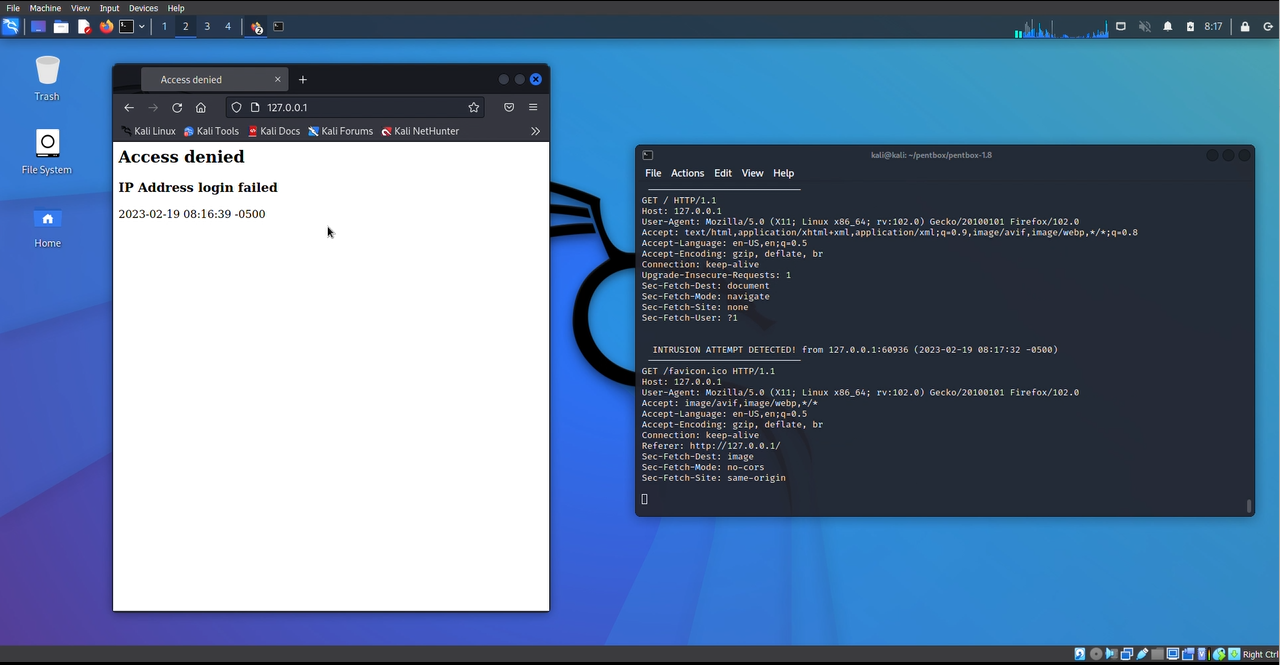 File Machine View Input Devices Help
1 2 3 4 2 8:17
Trash
File System
Home
Access denied
127.0.0.1
Kali Linux Kali Tools Kali Docs Kali Forums Kali NetHunter
Access denied
IP Address login failed
2023-02-19 08:16:39 -0500
kali@kali: ~/pentbox/pentbox-1.8
File Actions Edit View Help
GET / HTTP/1.1
Host: 127.0.0.1
User-Agent: Mozilla/5.0 (X11; Linux x86_64; rv:102.0) Gecko/20100101 Firefox/102.0
Accept: text/html,application/xhtml+xml,application/xml;q=0.9,image/avif,image/webp,*/*;q=0.8
Accept-Language: en-US,en;q=0.5
Accept-Encoding: gzip, deflate, br
Connection: keep-alive
Upgrade-Insecure-Requests: 1
Sec-Fetch-Dest: document
Sec-Fetch-Mode: navigate
Sec-Fetch-Site: none
Sec-Fetch-User: ?1
INTRUSION ATTEMPT DETECTED! from 127.0.0.1:60936 (2023-02-19 08:17:32 -0500)
GET /favicon.ico HTTP/1.1
Host: 127.0.0.1
User-Agent: Mozilla/5.0 (X11; Linux x86_64; rv:102.0) Gecko/20100101 Firefox/102.0
Accept: image/avif,image/webp,*/*
Accept-Language: en-US,en;q=0.5
Accept-Encoding: gzip, deflate, br
Connection: keep-alive
Referer: http://127.0.0.1/
Sec-Fetch-Dest: image
Sec-Fetch-Mode: no-cors
Sec-Fetch-Site: same-origin
Right Ctrl